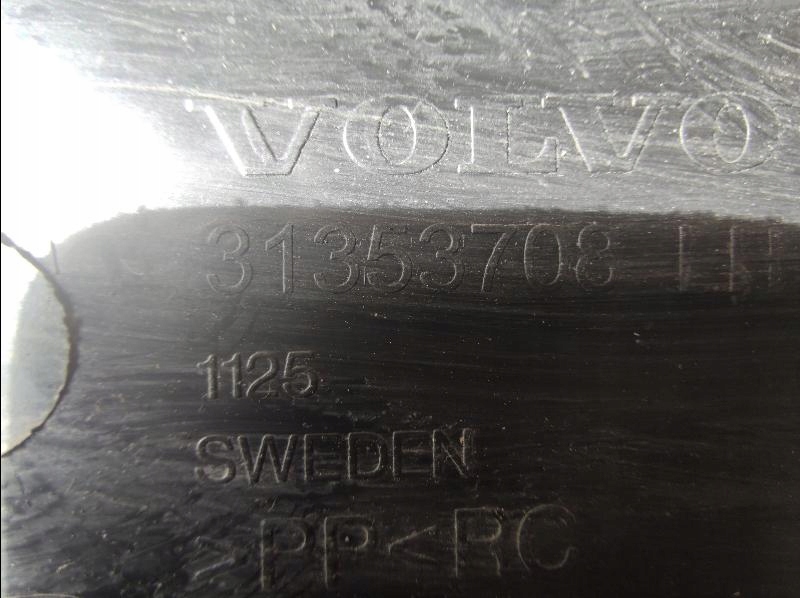 VOLVO
31353708 LH
1125
SWEDEN
>PP< RC